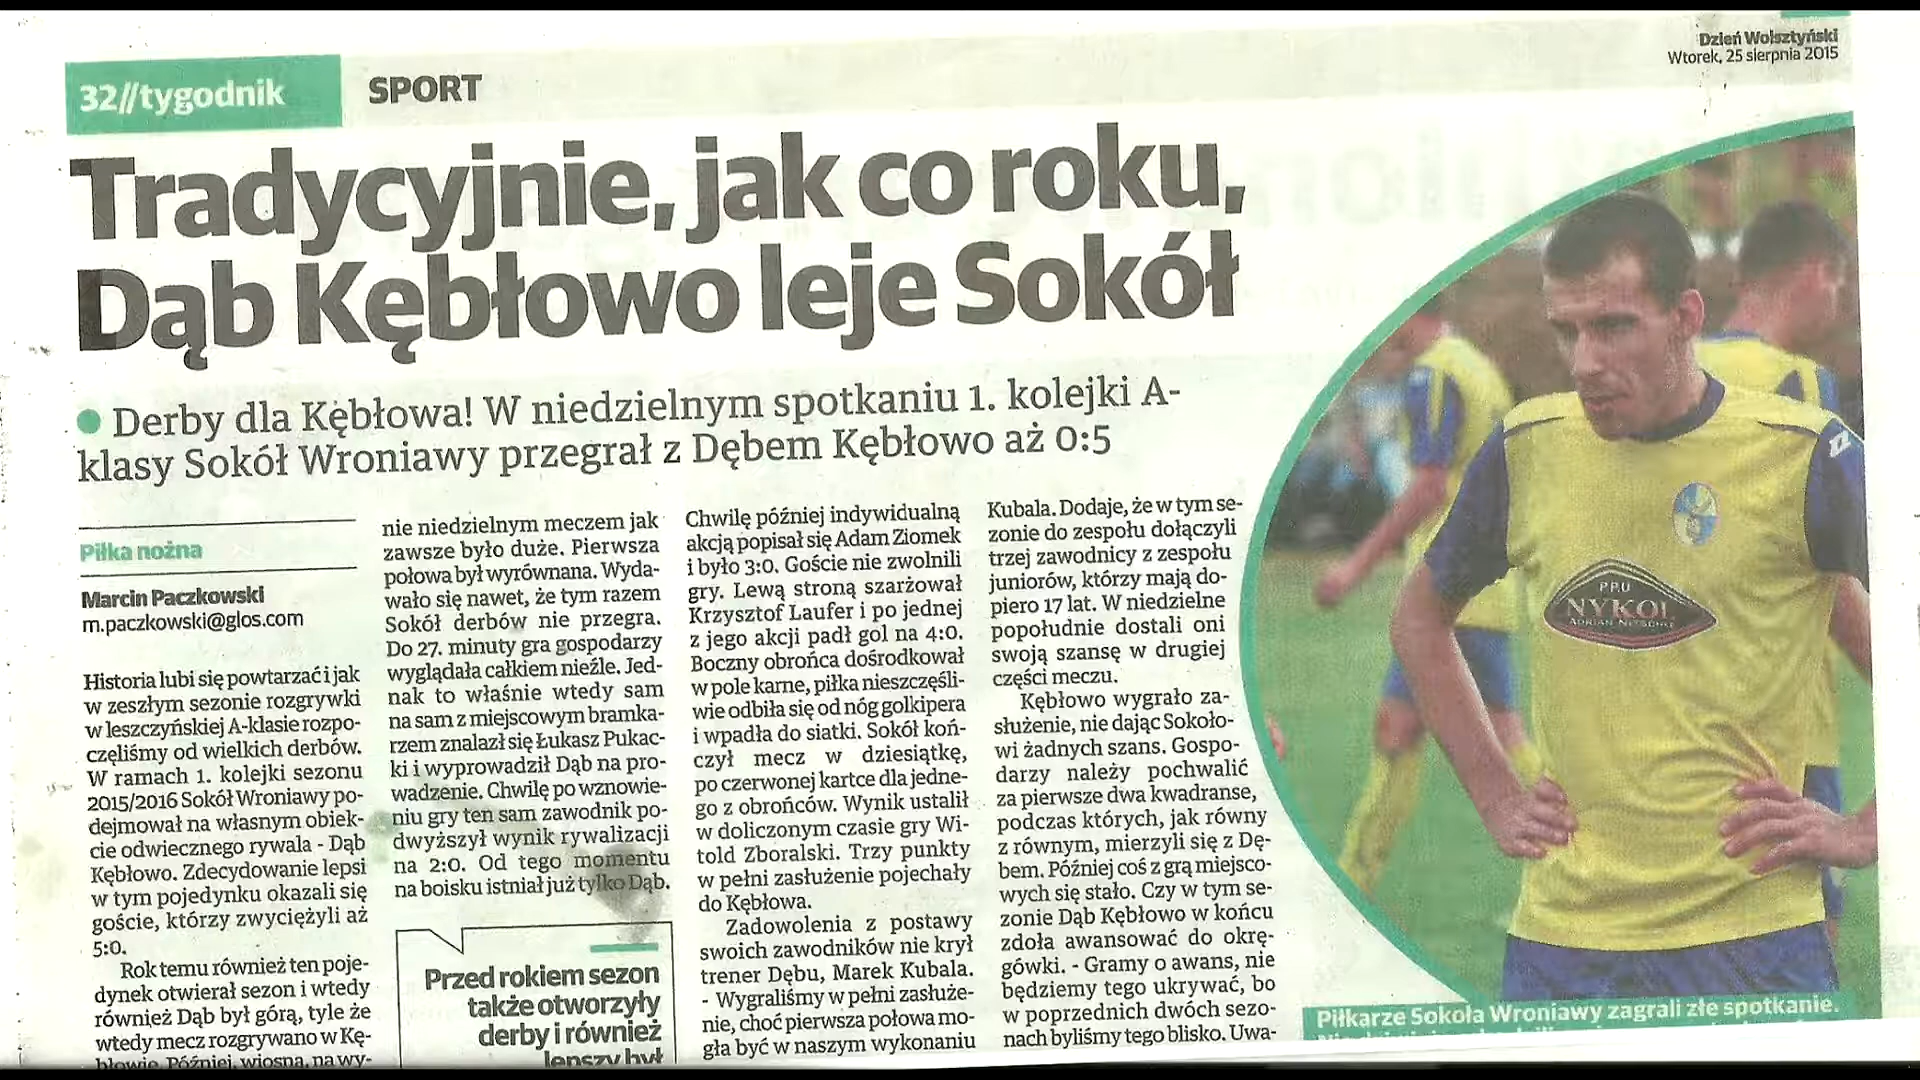 Dzień Wolsztyński
Wtorek, 25 sierpnia 2015
32//tygodnik
SPORT
Tradycyjnie, jak co roku,
Dąb Kębłowo leje Sokół
Derby dla Kębłowa! W niedzielnym spotkaniu 1. kolejki A-
klasy Sokół Wroniawy przegrał z Dębem Kębłowo aż 0:5
Piłka nożna
Marcin Paczkowski
m.paczkowski@glos.com
Historia lubi się powtarzać i jak
w zeszłym sezonie rozgrywki
w leszczyńskiej A-klasie rozpo-
częliśmy od wielkich derbów.
W ramach 1. kolejki sezonu
2015/2016 Sokół Wroniawy po-
dejmował na własnym obiek-
cie odwiecznego rywala - Dąb
Kębłowo. Zdecydowanie lepsi
w tym pojedynku okazali się
goście, którzy zwyciężyli aż
5:0.
Rok temu również ten poje-
dynek otwierał sezon i wtedy
również Dąb był górą, tyle że
wtedy mecz rozgrywano w Kę-
błowie. Później, wiosną, na wy-
nie niedzielnym meczem jak
zawsze było duże. Pierwsza
połowa był wyrównana. Wyda-
wało się nawet, że tym razem
Sokół derbów nie przegra.
Do 27. minuty gra gospodarzy
wyglądała całkiem nieźle. Jed-
nak to właśnie wtedy sam
na sam z miejscowym bramka-
rzem znalazł się Łukasz Pukac-
ki i wyprowadził Dąb na pro-
wadzenie. Chwilę po wznowie-
niu gry ten sam zawodnik po-
dwyższył wynik rywalizacji
na 2:0. Od tego momentu
na boisku istniał już tylko Dąb.
Przed rokiem sezon
także otworzyły
derby i również
lepszy był
Chwilę później indywidualną
akcją popisał się Adam Ziomek
i było 3:0. Goście nie zwolnili
gry. Lewą stroną szarżował
Krzysztof Laufer i po jednej
z jego akcji padł gol na 4:0.
Boczny obrońca dośrodkował
w pole karne, piłka nieszczęśli-
wie odbiła się od nóg golkipera
i wpadła do siatki. Sokół koń-
czył mecz w dziesiątkę,
po czerwonej kartce dla jedne-
go z obrońców. Wynik ustalił
w doliczonym czasie gry Wi-
told Zboralski. Trzy punkty
w pełni zasłużenie pojechały
do Kębłowa.
Zadowolenia z postawy
swoich zawodników nie krył
trener Dębu, Marek Kubala.
- Wygraliśmy w pełni zasłuże-
nie, choć pierwsza połowa mo-
gła być w naszym wykonaniu
Kubala. Dodaje, że w tym se-
zonie do zespołu dołączyli
trzej zawodnicy z zespołu
juniorów, którzy mają do-
piero 17 lat. W niedzielne
popołudnie dostali oni
swoją szansę w drugiej
części meczu.
Kębłowo wygrało za-
służenie, nie dając Sokoło-
wi żadnych szans. Gospo-
darzy należy pochwalić
za pierwsze dwa kwadranse,
podczas których, jak równy
z równym, mierzyli się z Dę-
bem. Później coś z grą miejsco-
wych się stało. Czy w tym se-
zonie Dąb Kębłowo w końcu
zdoła awansować do okrę-
gówki. - Gramy o awans, nie
będziemy tego ukrywać, bo
w poprzednich dwóch sezo-
nach byliśmy tego blisko. Uwa-
P.P.U
NYKOL
ADRIAN NITSCHKE
Piłkarze Sokoła Wroniawy zagrali złe spotkanie.